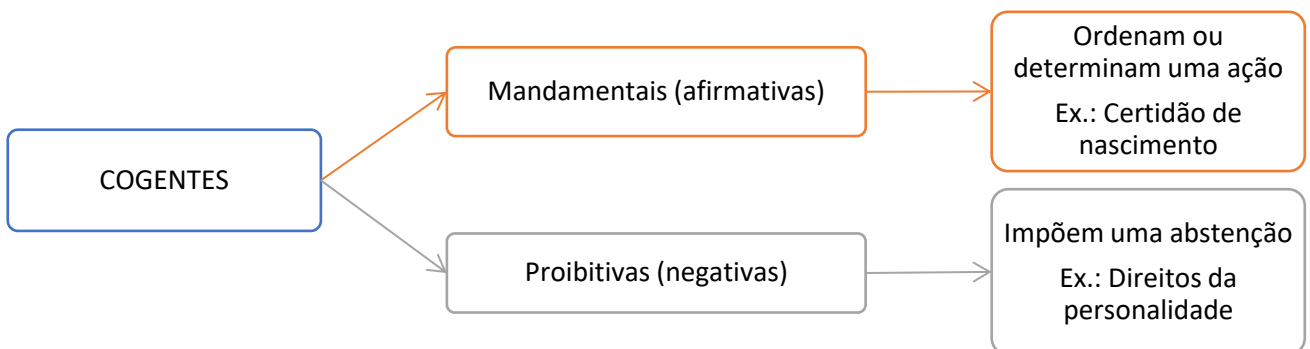 COGENTES
Mandamentais (afirmativas)
Ordenam ou
determinam uma ação
Ex.: Certidão de
nascimento
Proibitivas (negativas)
Impõem uma abstenção
Ex.: Direitos da
personalidade